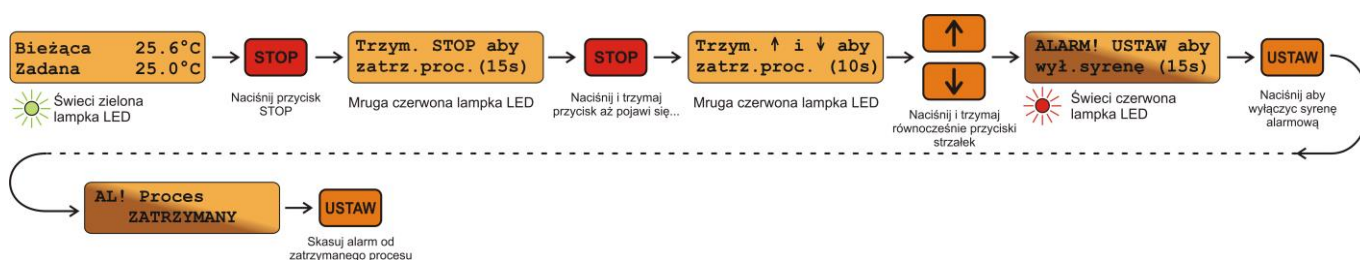 Bieżąca 25.6°C
Zadana 25.0°C
Świeci zielona
lampka LED
STOP
Naciśnij przycisk
STOP
Trzym. STOP aby
zatrz.proc.(15s)
Mruga czerwona lampka LED
STOP
Naciśnij i trzymaj
przycisk aż pojawi się...
Trzym. ↑ i ↓ aby
zatrz.proc. (10s)
Mruga czerwona lampka LED
↑
↓
Naciśnij i trzymaj
równocześnie przyciski
strzałek
ALARM! USTAW aby
wył.syrenę (15s)
Świeci czerwona
lampka LED
USTAW
Naciśnij aby
wyłączyc syrenę
alarmową
AL! Proces
ZATRZYMANY
USTAW
Skasuj alarm od
zatrzymanego procesu